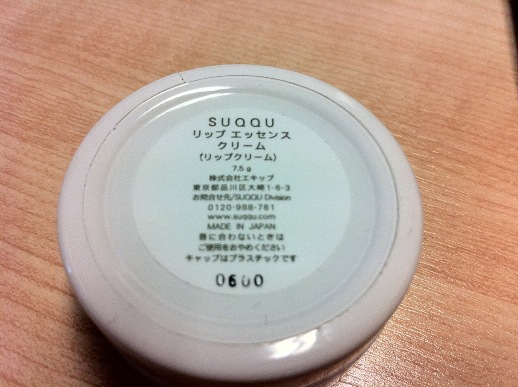 SUQQU
リップ エッセンス
クリーム
(リップクリーム)
7.5g
株式会社エキップ
東京都品川区大崎1-6-3
お問合せ先/SUQQU Division
0120-988-761
www.suqqu.com
MADE IN JAPAN
唇に合わないときは
ご使用をおやめください
キャップはプラスチックです
0600